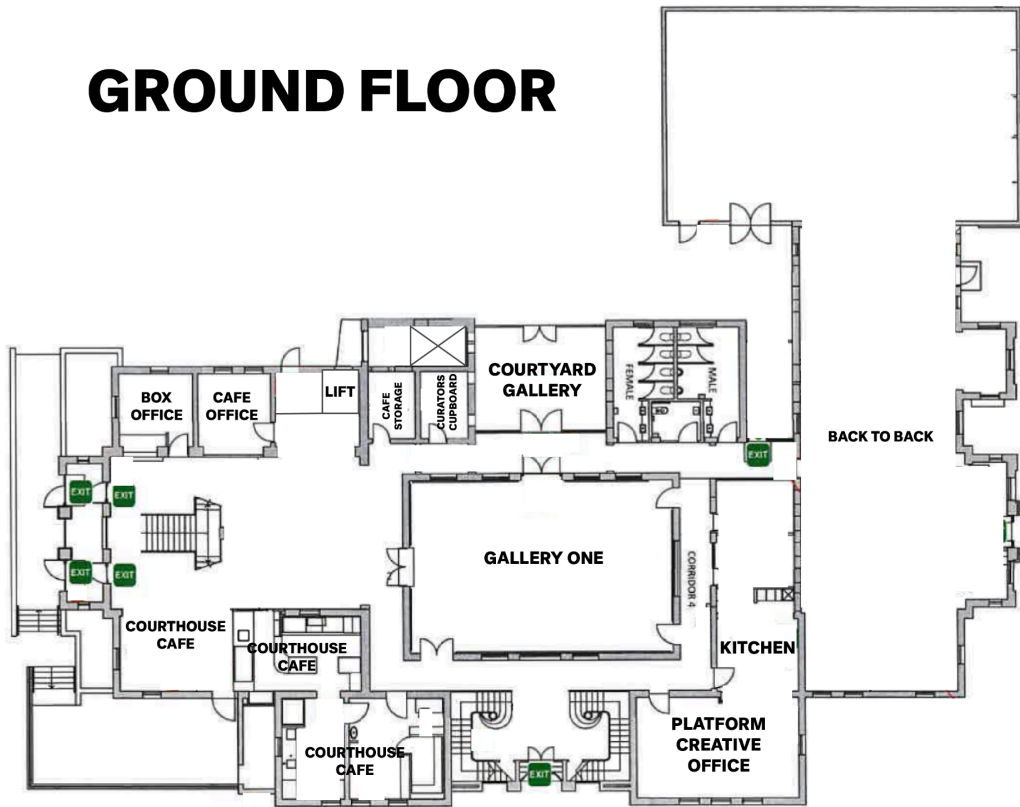 GROUND FLOOR
BOX
OFFICE
CAFE
OFFICE
LIFT
CAFE
STORAGE
CURATORS
CUPBOARD
COURTYARD
GALLERY
FEMALE
MALE
BACK TO BACK
EXIT
EXIT
EXIT
EXIT
EXIT
GALLERY ONE
CORRIDOR 4
COURTHOUSE
CAFE
COURTHOUSE
CAFE
KITCHEN
COURTHOUSE
CAFE
PLATFORM
CREATIVE
OFFICE
EXIT